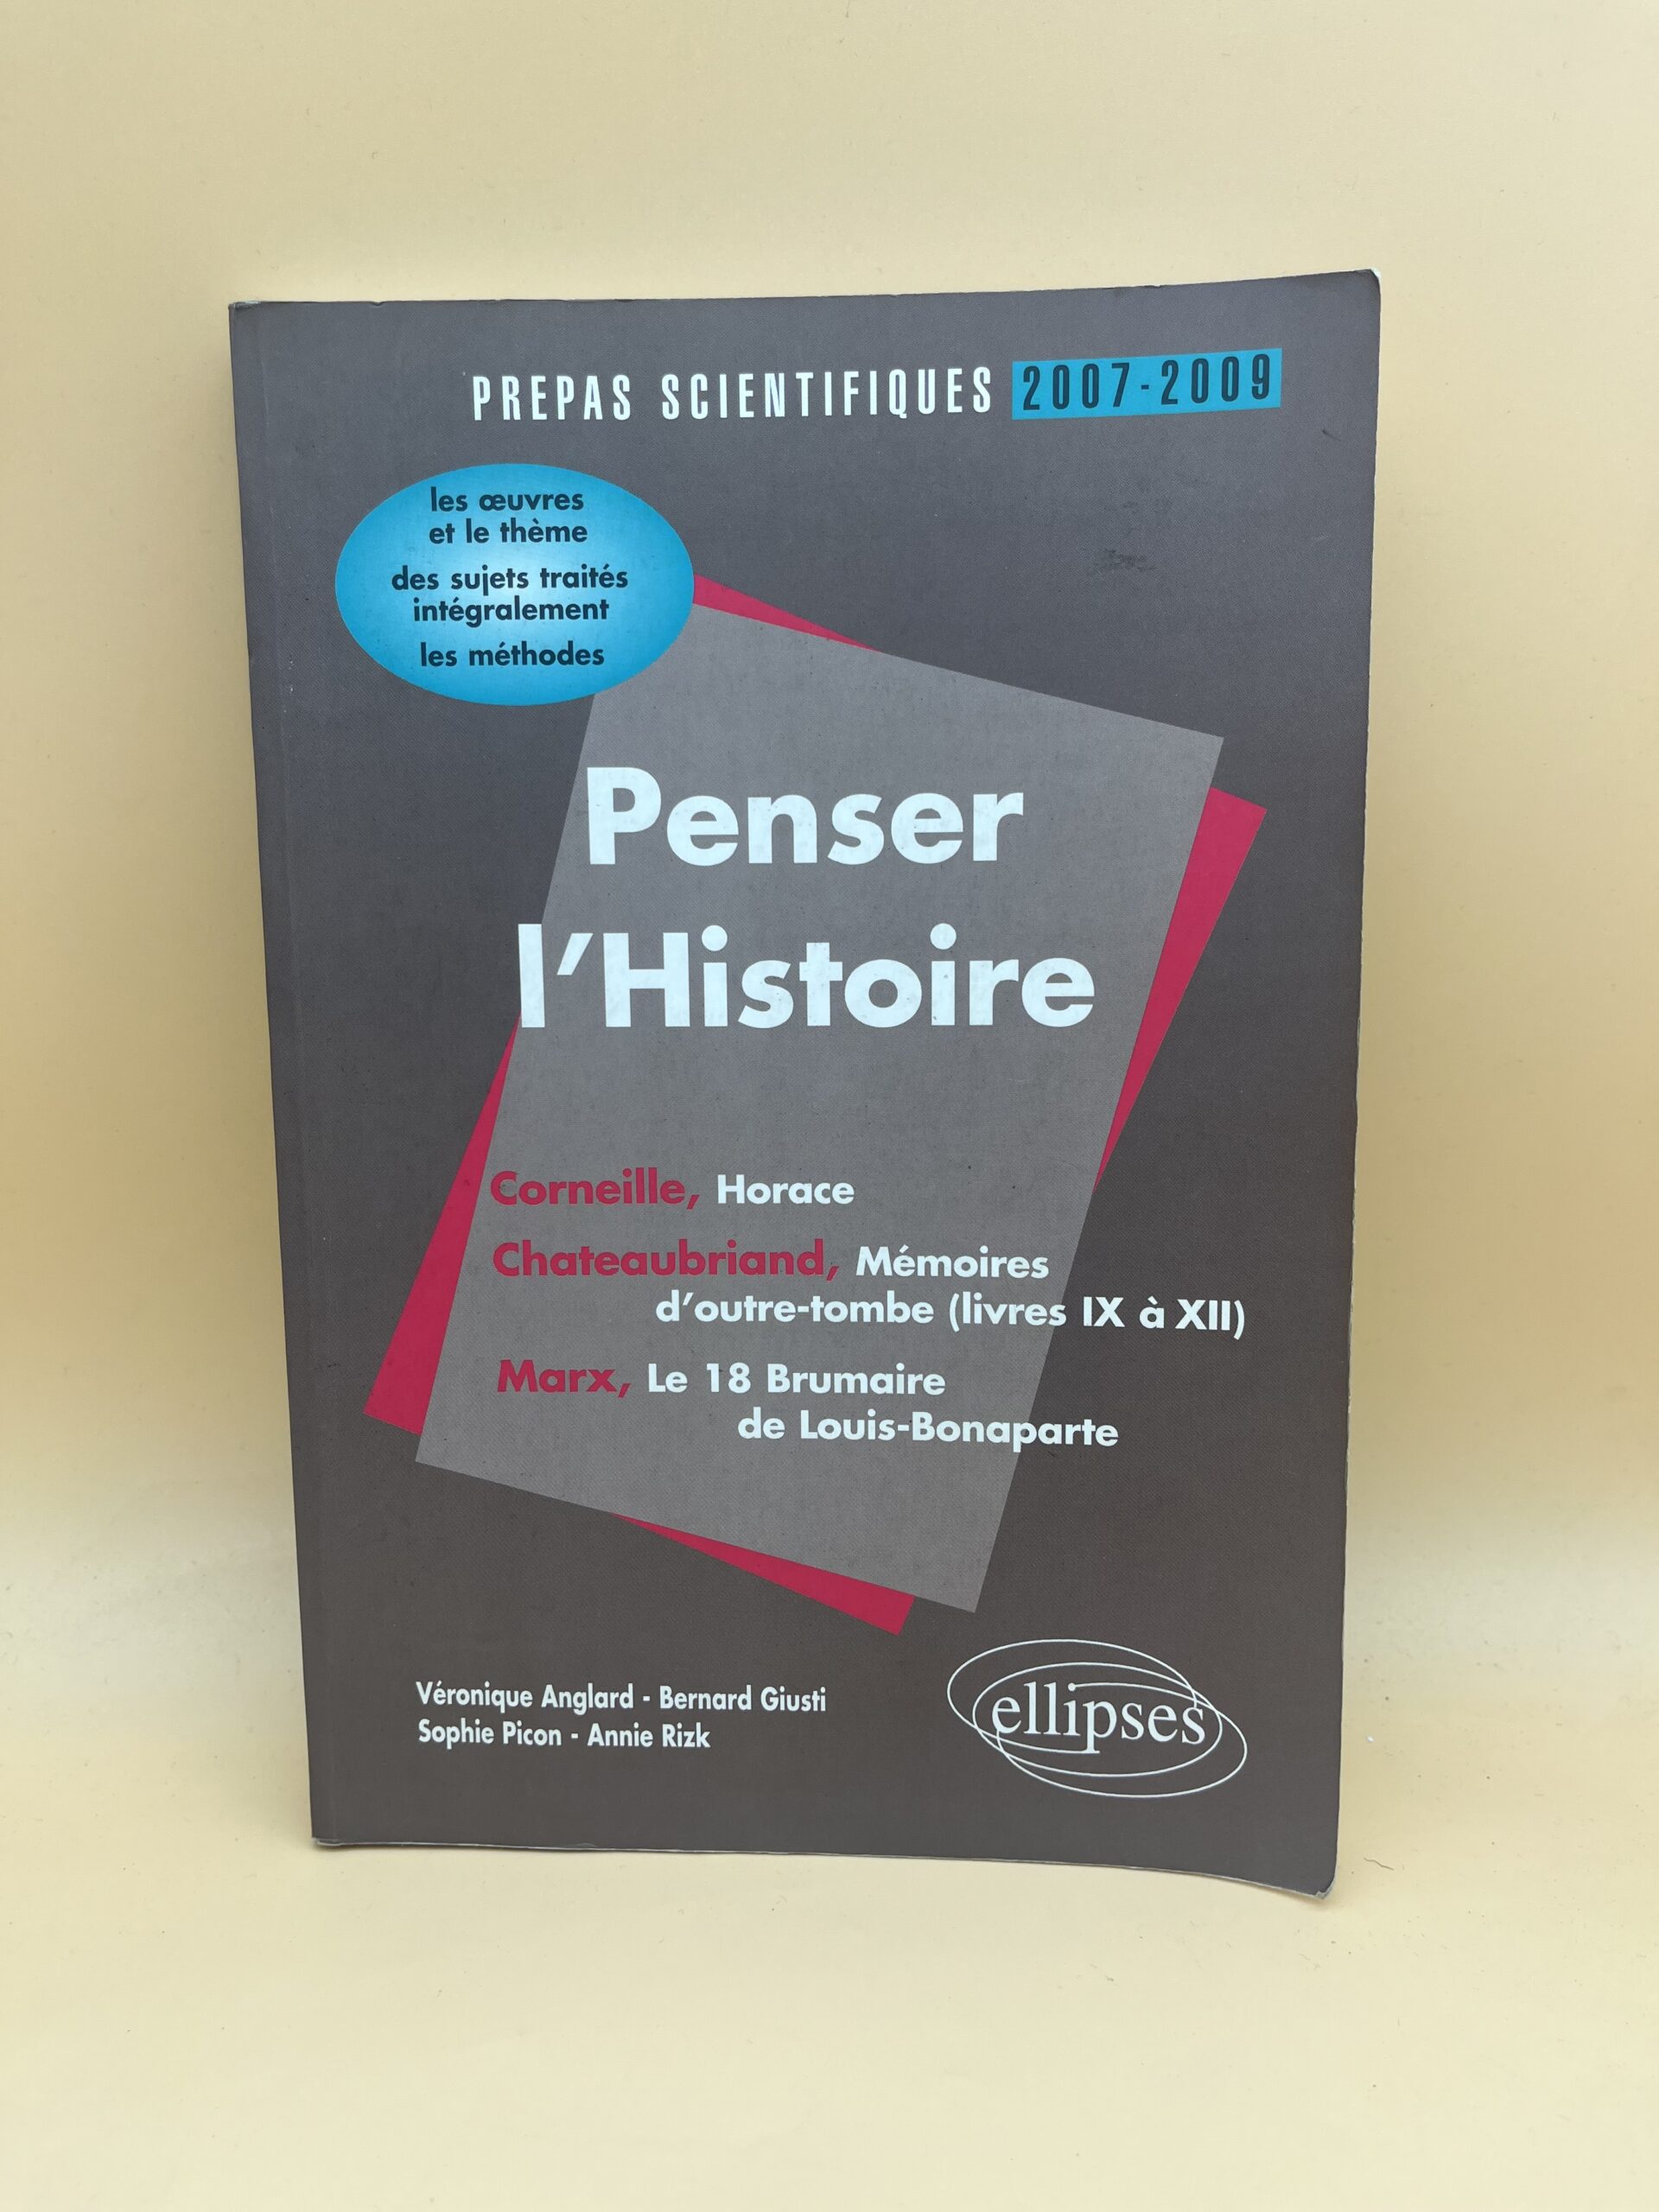 PREPAS SCIENTIFIQUES 2007-2009
les œuvres
et le thème
des sujets traités
intégralement
les méthodes
Penser
l'Histoire
Corneille, Horace
Chateaubriand, Mémoires
d'outre-tombe (livres IX à XII)
Marx, Le 18 Brumaire
de Louis-Bonaparte
Véronique Anglard - Bernard Giusti
Sophie Picon - Annie Rizk
ellipses